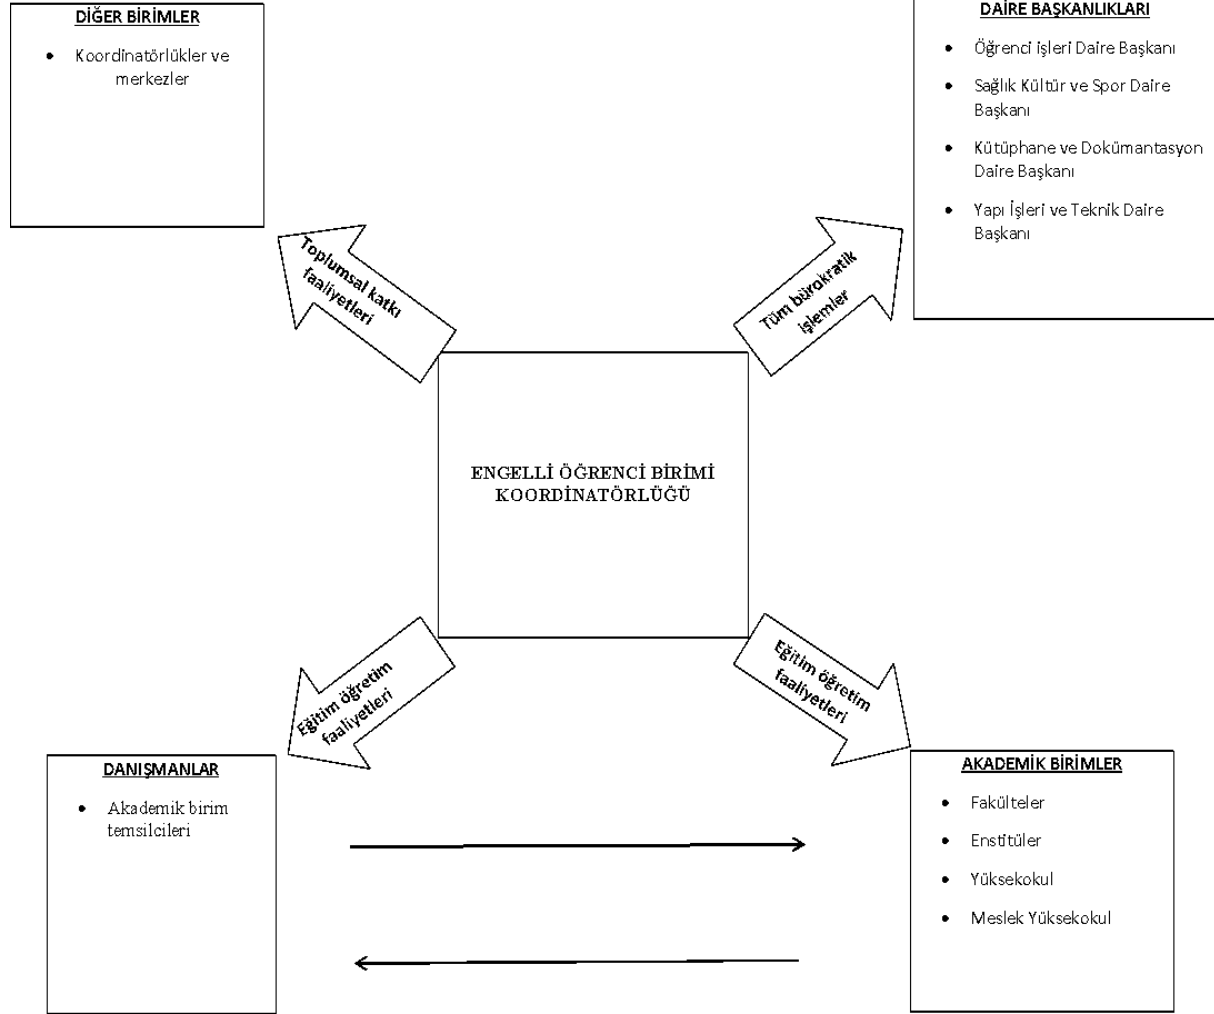 DİĞER BİRİMLER
• Koordinatörlükler ve
merkezler
DAİRE BAŞKANLIKLARI
• Öğrenci işleri Daire Başkanı
• Sağlık Kültür ve Spor Daire
Başkanı
• Kütüphane ve Dokümantasyon
Daire Başkanı
• Yapı İşleri ve Teknik Daire
Başkanı
Toplumsal katkı
faaliyetleri
Tüm bürokratik
işlemler
ENGELLİ ÖĞRENCİ BİRİMİ
KOORDİNATÖRLÜĞÜ
Eğitim öğretim
faaliyetleri
Eğitim öğretim
faaliyetleri
DANIŞMANLAR
• Akademik birim
temsilcileri
AKADEMİK BİRİMLER
• Fakülteler
• Enstitüler
• Yüksekokul
• Meslek Yüksekokul